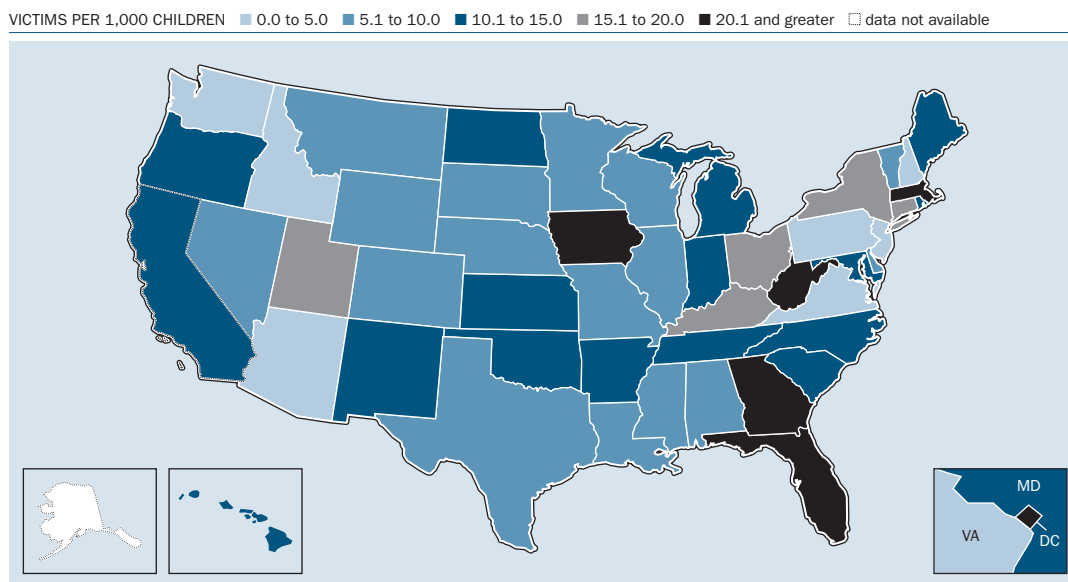 VICTIMS PER 1,000 CHILDREN 0.0 to 5.0 5.1 to 10.0 10.1 to 15.0 15.1 to 20.0 20.1 and greater data not available
MD
VA
DC